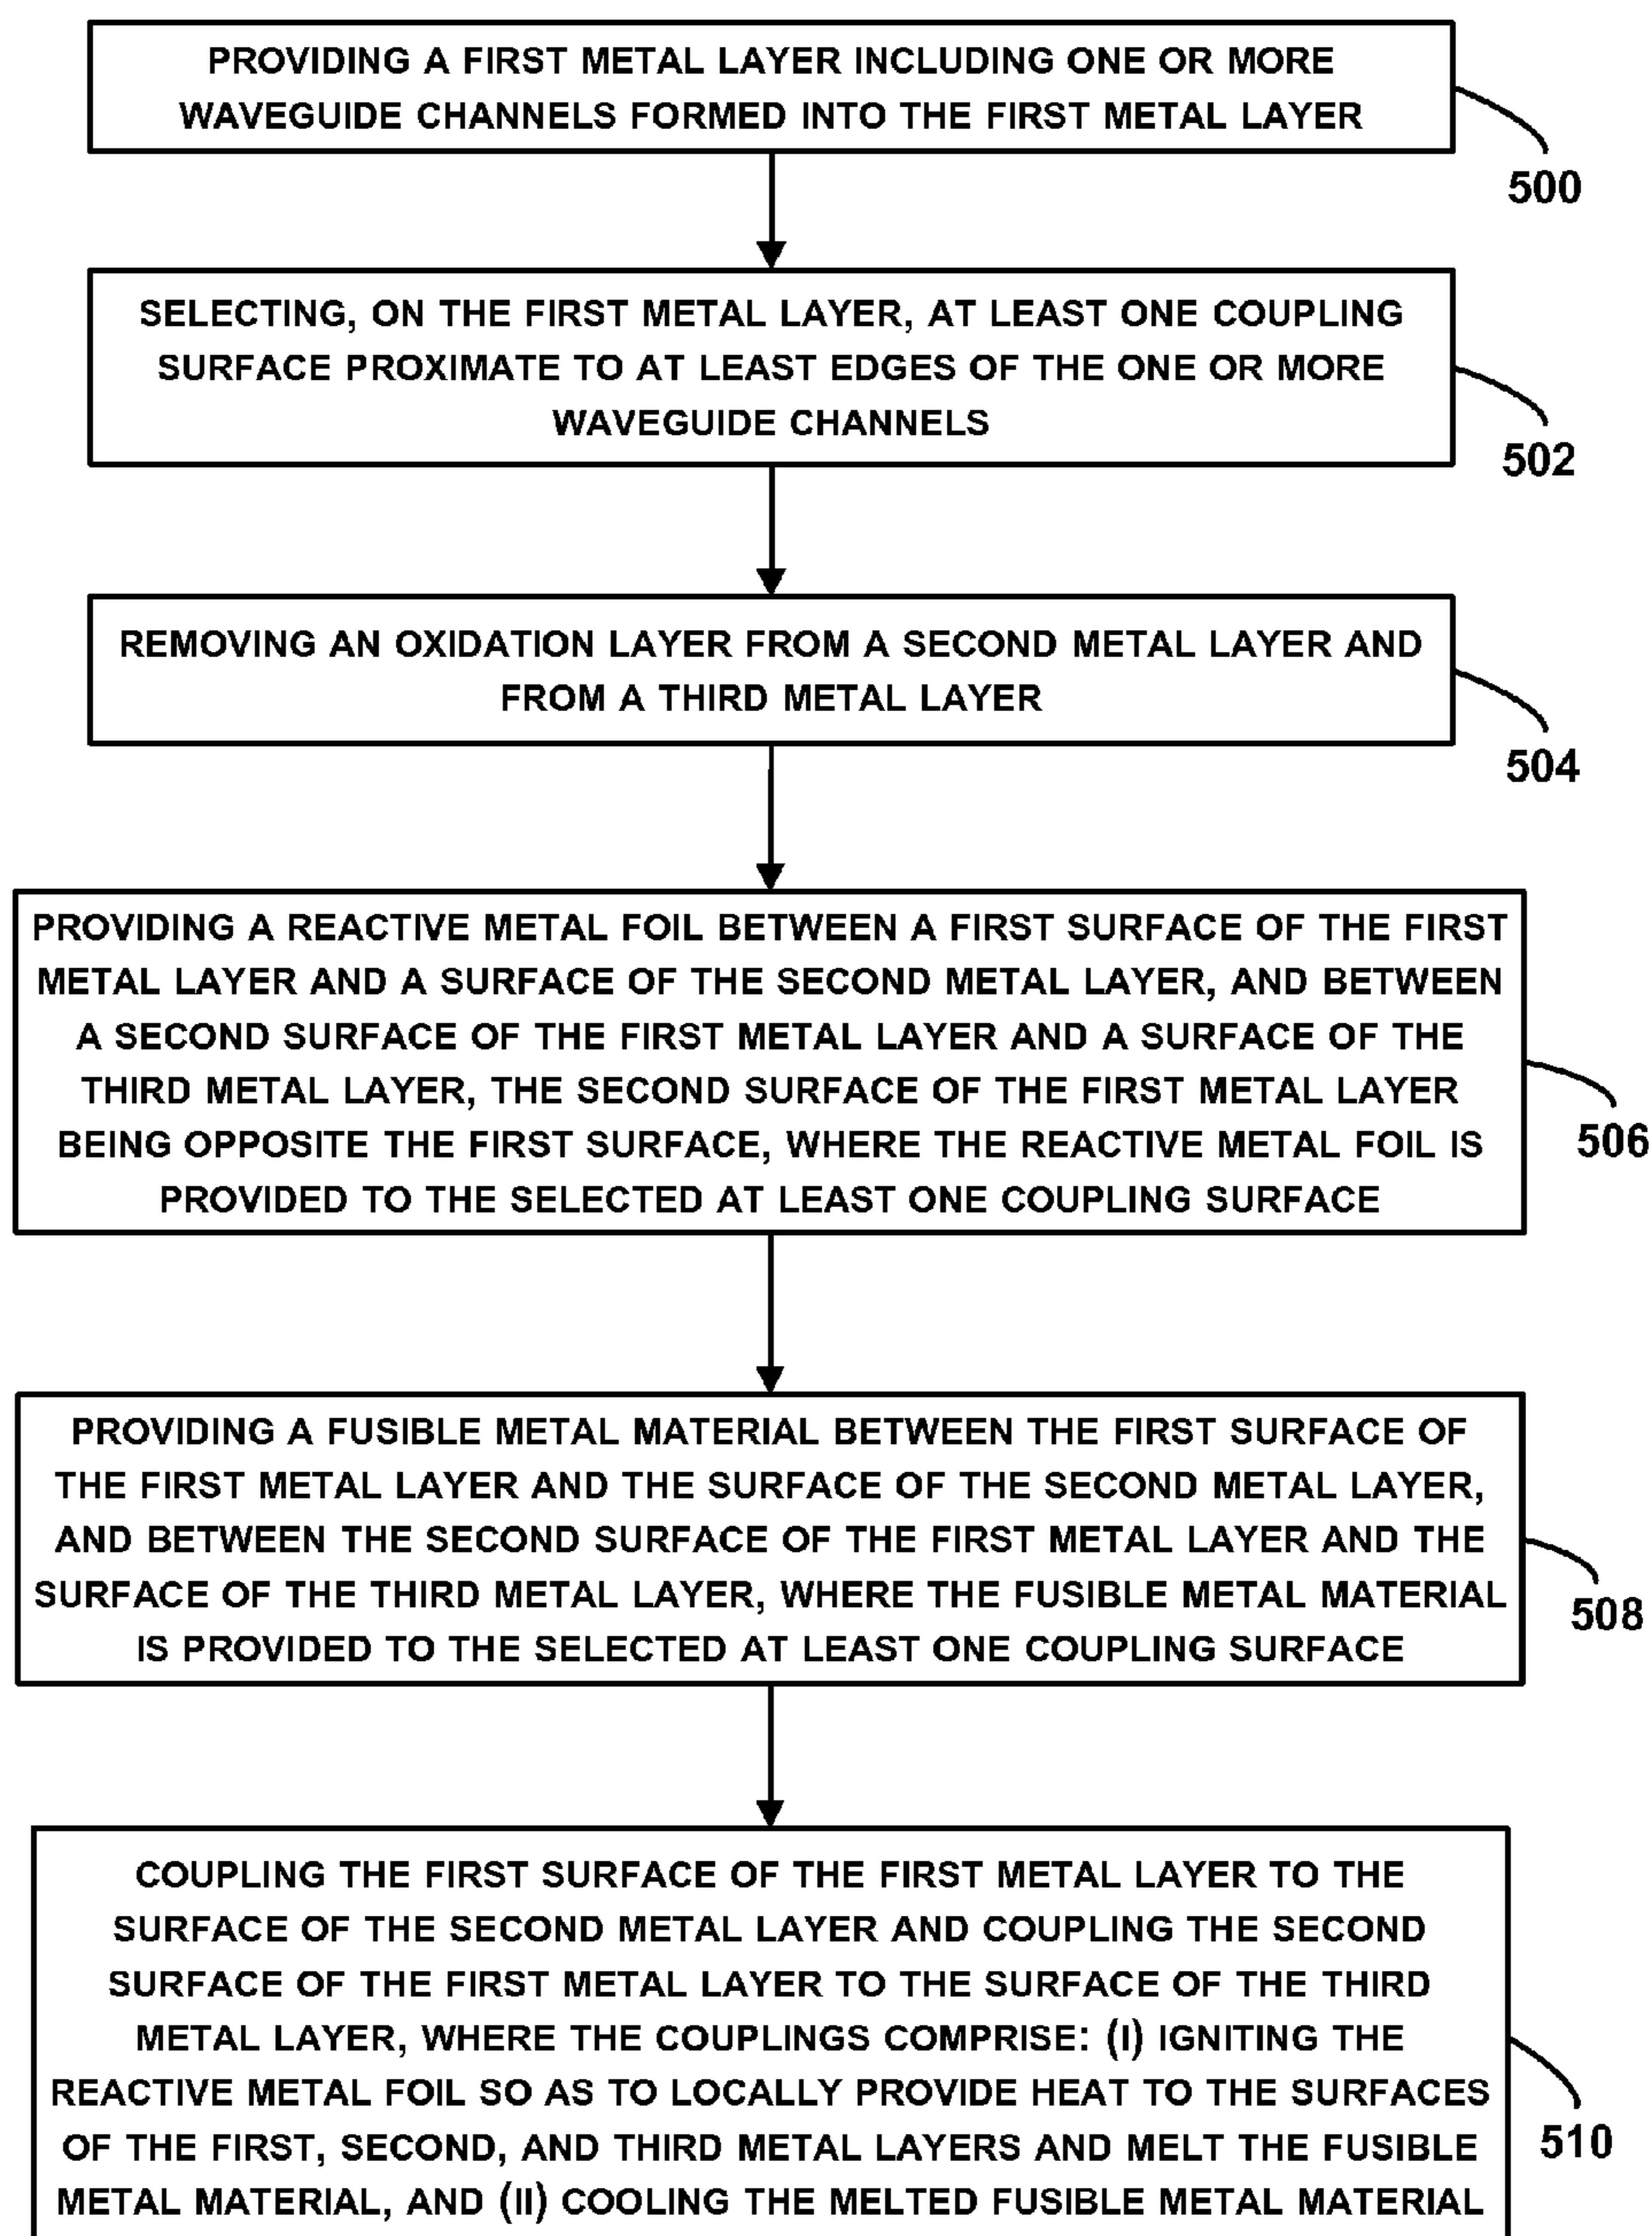 PROVIDING A FIRST METAL LAYER INCLUDING ONE OR MORE
WAVEGUIDE CHANNELS FORMED INTO THE FIRST METAL LAYER
500
SELECTING, ON THE FIRST METAL LAYER, AT LEAST ONE COUPLING
SURFACE PROXIMATE TO AT LEAST EDGES OF THE ONE OR MORE
WAVEGUIDE CHANNELS
502
REMOVING AN OXIDATION LAYER FROM A SECOND METAL LAYER AND
FROM A THIRD METAL LAYER
504
PROVIDING A REACTIVE METAL FOIL BETWEEN A FIRST SURFACE OF THE FIRST
METAL LAYER AND A SURFACE OF THE SECOND METAL LAYER, AND BETWEEN
A SECOND SURFACE OF THE FIRST METAL LAYER AND A SURFACE OF THE
THIRD METAL LAYER, THE SECOND SURFACE OF THE FIRST METAL LAYER
BEING OPPOSITE THE FIRST SURFACE, WHERE THE REACTIVE METAL FOIL IS
PROVIDED TO THE SELECTED AT LEAST ONE COUPLING SURFACE
506
PROVIDING A FUSIBLE METAL MATERIAL BETWEEN THE FIRST SURFACE OF
THE FIRST METAL LAYER AND THE SURFACE OF THE SECOND METAL LAYER,
AND BETWEEN THE SECOND SURFACE OF THE FIRST METAL LAYER AND THE
SURFACE OF THE THIRD METAL LAYER, WHERE THE FUSIBLE METAL MATERIAL
IS PROVIDED TO THE SELECTED AT LEAST ONE COUPLING SURFACE
508
COUPLING THE FIRST SURFACE OF THE FIRST METAL LAYER TO THE
SURFACE OF THE SECOND METAL LAYER AND COUPLING THE SECOND
SURFACE OF THE FIRST METAL LAYER TO THE SURFACE OF THE THIRD
METAL LAYER, WHERE THE COUPLINGS COMPRISE: (I) IGNITING THE
REACTIVE METAL FOIL SO AS TO LOCALLY PROVIDE HEAT TO THE SURFACES
OF THE FIRST, SECOND, AND THIRD METAL LAYERS AND MELT THE FUSIBLE
METAL MATERIAL, AND (II) COOLING THE MELTED FUSIBLE METAL MATERIAL
510